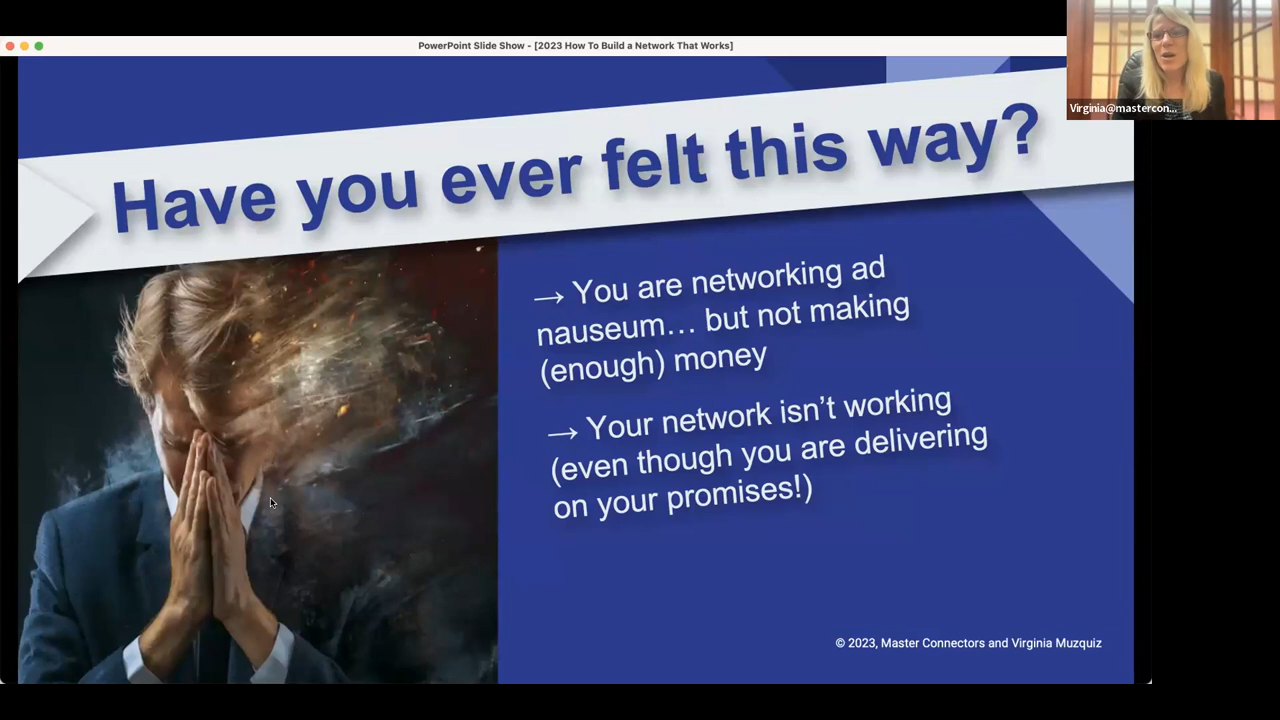 PowerPoint Slide Show - [2023 How To Build a Network That Works]
Virginia@mastercon...
Have you ever felt this way?
→ You are networking ad
nauseum... but not making
(enough) money
→ Your network isn't working
(even though you are delivering
on your promises!)
© 2023, Master Connectors and Virginia Muzquiz